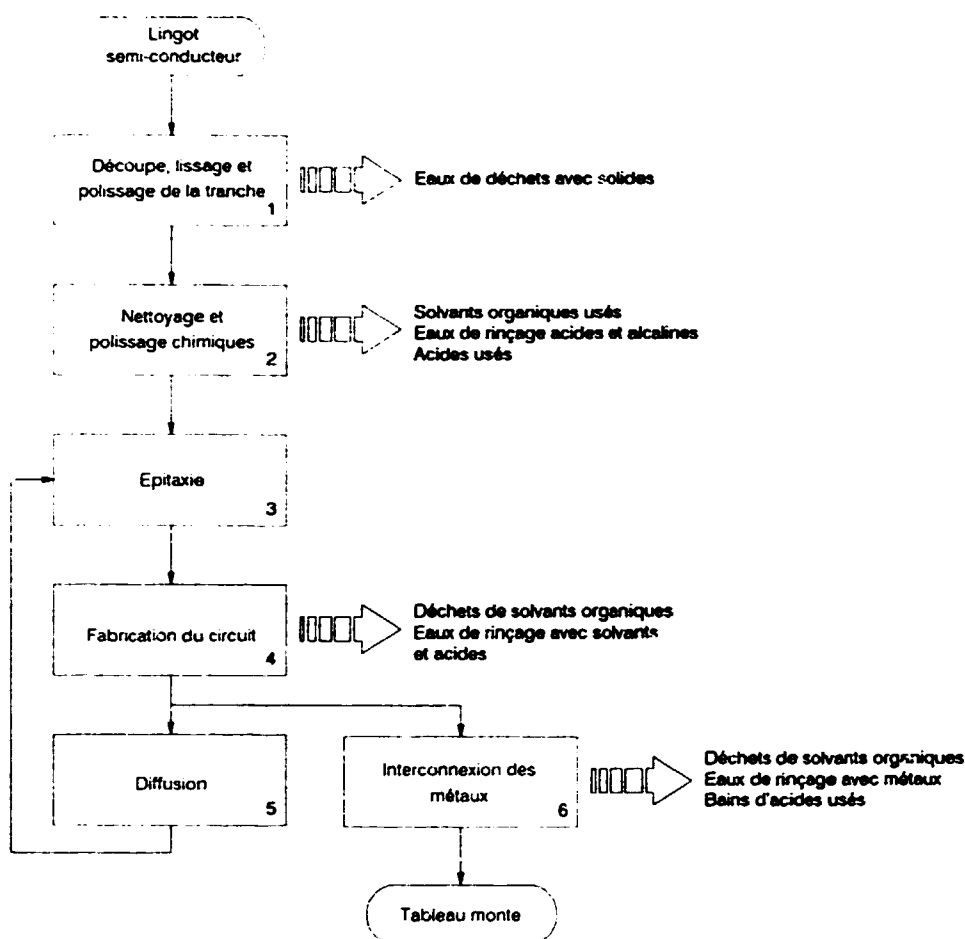 Lingot
semi-conducteur
Découpe, lissage et
polissage de la tranche
1
Eaux de déchets avec solides
Nettoyage et
polissage chimiques
2
Solvants organiques usés
Eaux de rinçage acides et alcalines
Acides usés
Epitaxie
3
Fabrication du circuit
4
Déchets de solvants organiques
Eaux de rinçage avec solvants
et acides
Diffusion
5
Interconnexion des
métaux
6
Déchets de solvants organiques
Eaux de rinçage avec métaux
Bains d'acides usés
Tableau monte